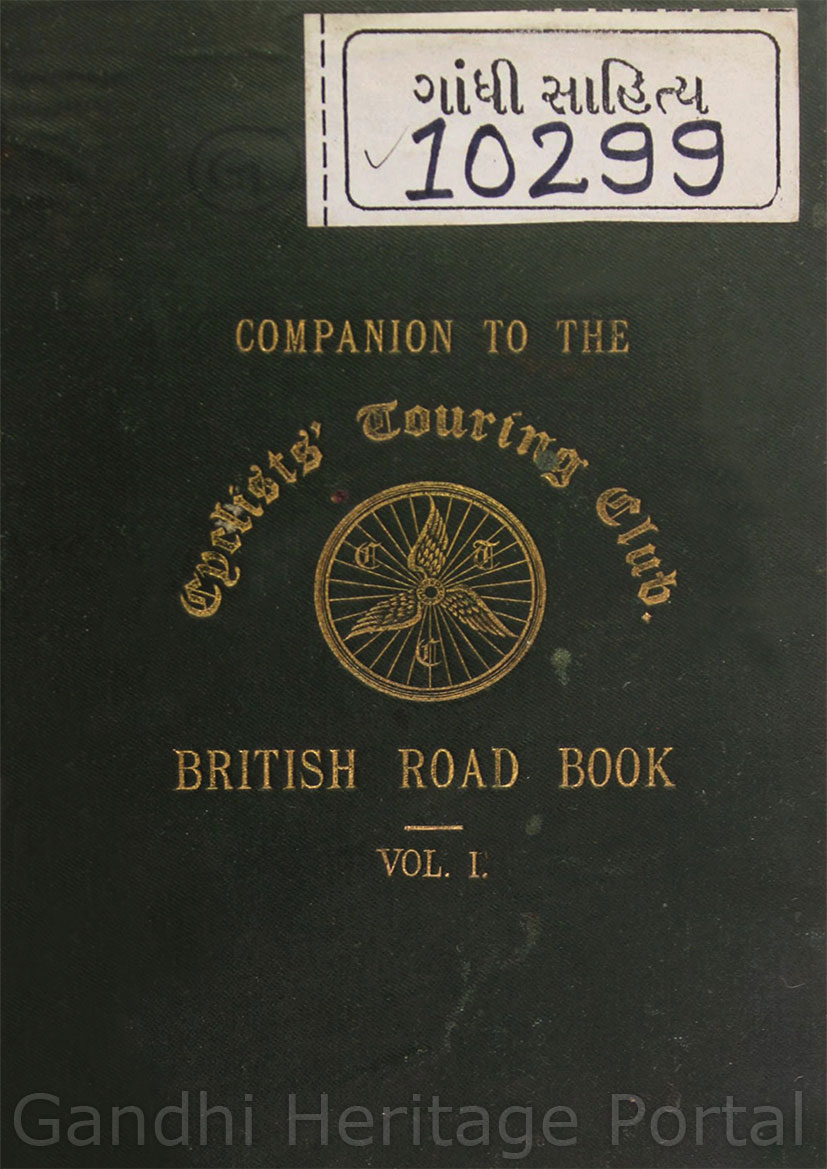 ગાંધી સાહિત્ય
10299
COMPANION TO THE
Cyclists' Touring Club.
C T
C
BRITISH ROAD BOOK
VOL. I.
Gandhi Heritage Portal